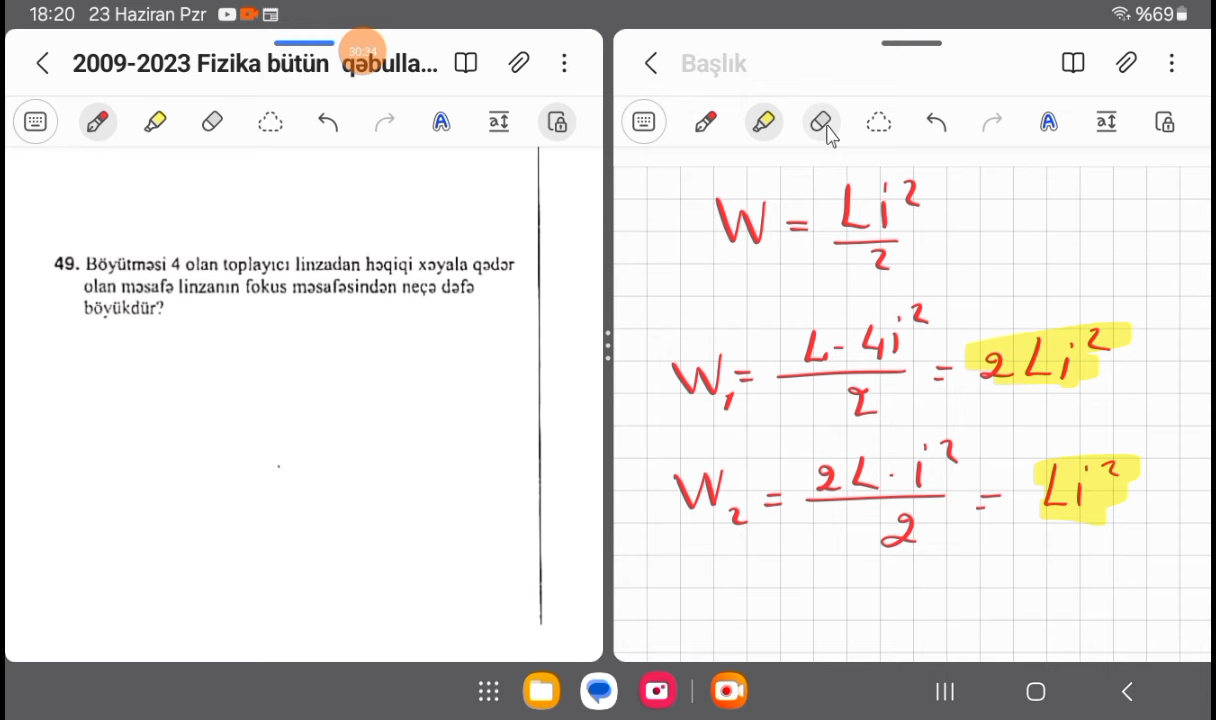 18:20 23 Haziran Pzr %69
2009-2023 Fizika bütün qəbulla...
30:34
Başlık
49. Böyütməsi 4 olan toplayıcı linzadan həqiqi xəyala qədər
olan məsafə linzanın fokus məsafəsindən neçə dəfə
böyükdür?
W = Li²/2
W₁ = L·4i²/2 = 2Li²
W₂ = 2L·i²/2 = Li²